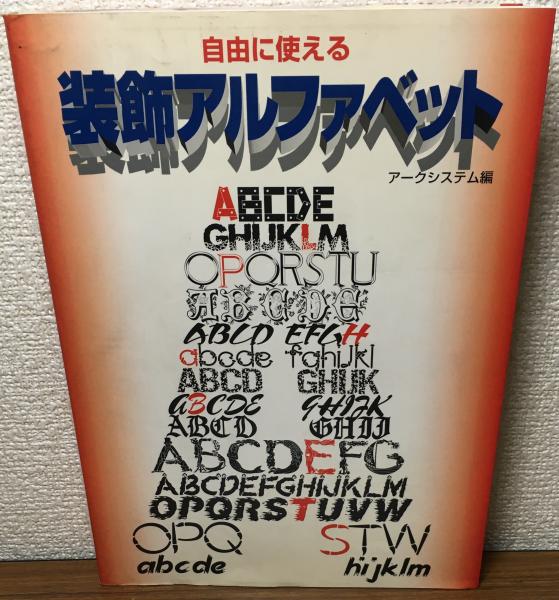 自由に使える
装飾アルファベット
アークシステム編
ABCDE
GHIJKLM
OPQRSTU
A·B·C·D·E
ABCD EFGH
abcde fghijkl
ABCD GHIJK
ABCDE GHIJK
ABCD GHIJ
ABCDEFG
ABCDEFGHIJKLM
OPQRSTUVW
OPQ STW
abcde hijklm